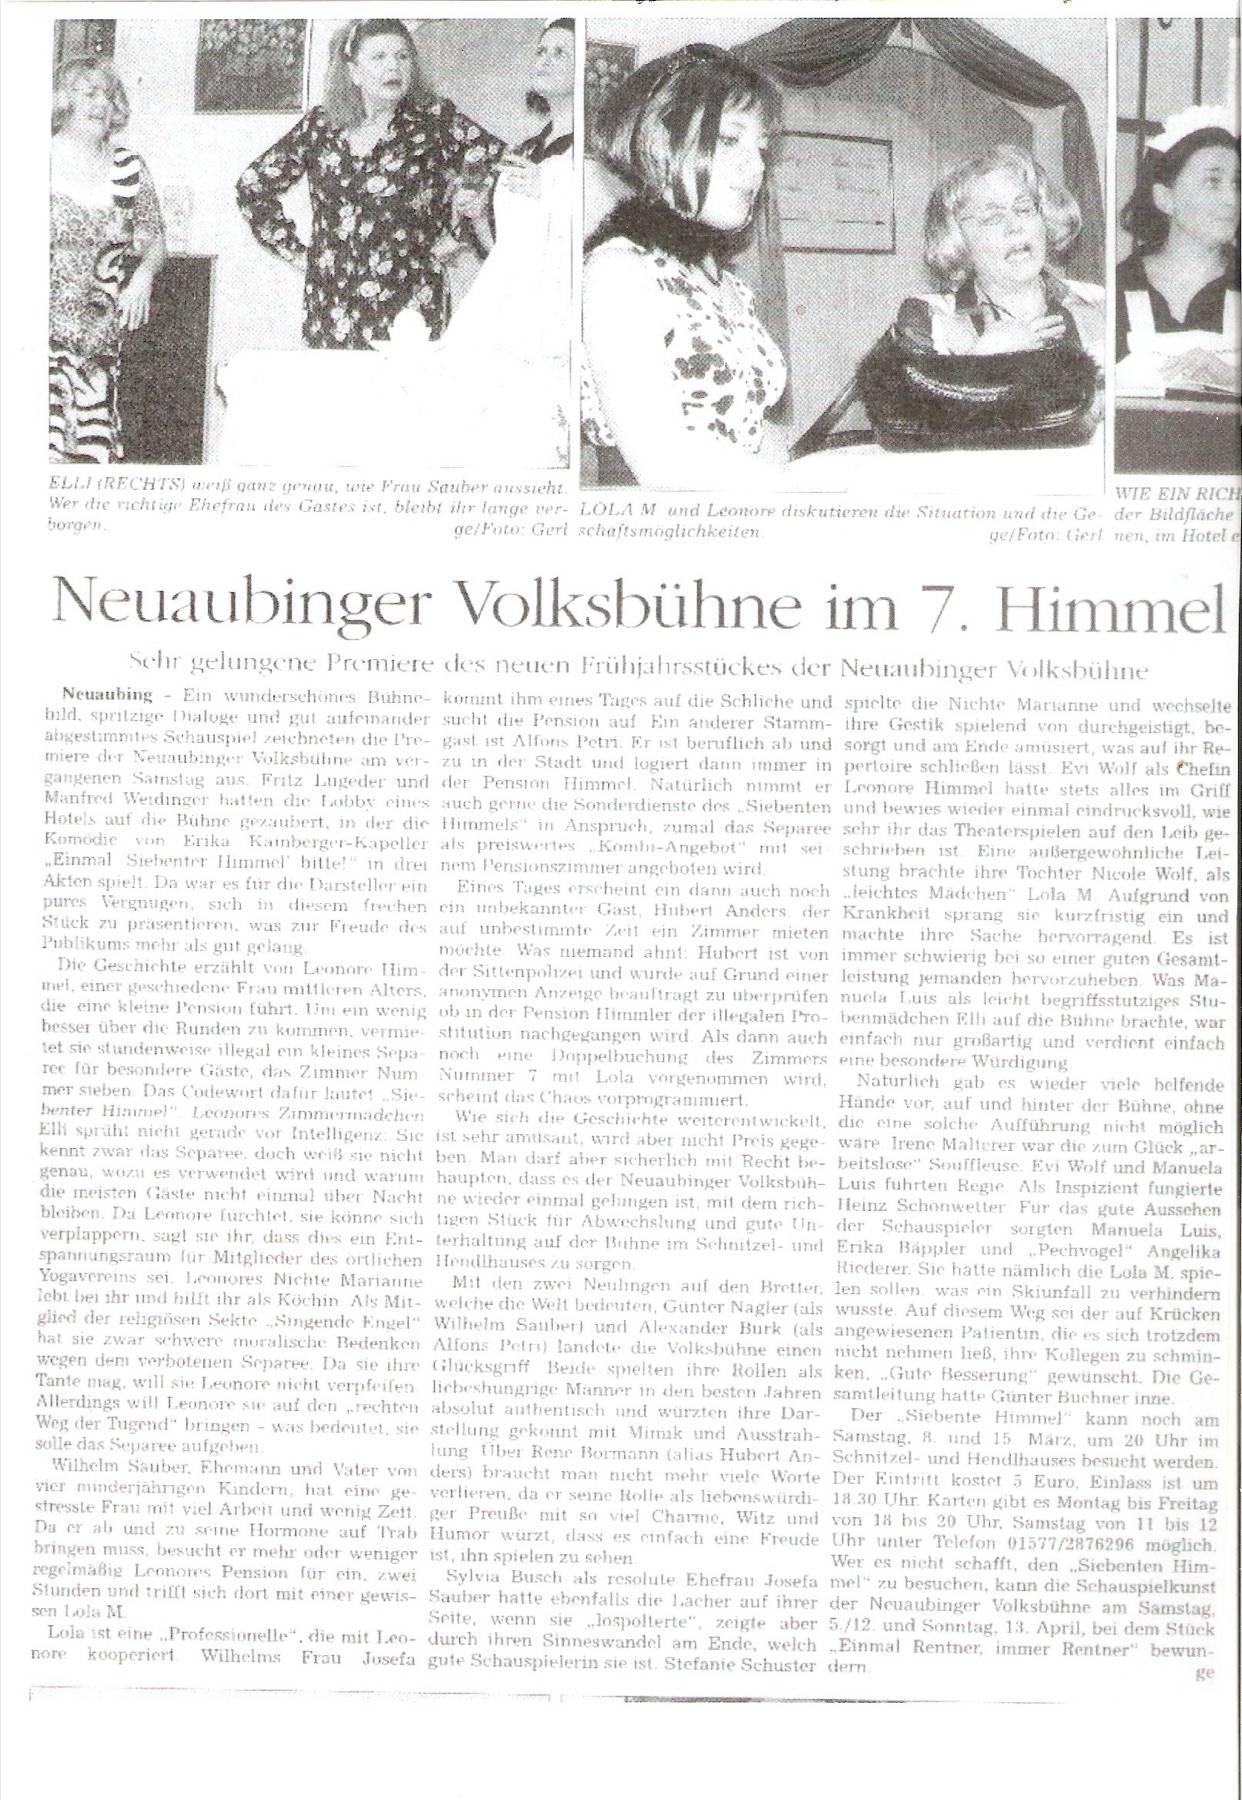 ELLI (RECHTS) weiß ganz genau, wie Frau Sauber aussieht.
Wer die richtige Ehefrau des Gastes ist, bleibt ihr lange ver-
borgen. ge/Foto: Gerl
LOLA M und Leonore diskutieren die Situation und die Ge-
schaftsmöglichkeiten. ge/Foto: Gerl
WIE EIN RICH
der Bildfläche
nen, im Hotel e
Neuaubinger Volksbühne im 7. Himmel
Sehr gelungene Premiere des neuen Frühjahrsstückes der Neuaubinger Volksbühne
Neuaubing – Ein wunderschönes Bühne-
bild, spritzige Dialoge und gut aufeinander
abgestimmtes Schauspiel zeichneten die Pre-
miere der Neuaubinger Volksbühne am ver-
gangenen Samstag aus. Fritz Lugeder und
Manfred Weidinger hatten die Lobby eines
Hotels auf die Bühne gezaubert, in der die
Komödie von Erika Kamberger-Kapeller
„Einmal Siebenter Himmel bitte!“ in drei
Akten spielt. Da war es für die Darsteller ein
pures Vergnügen, sich in diesem frechen
Stück zu präsentieren, was zur Freude des
Publikums mehr als gut gelang.
Die Geschichte erzählt von Leonore Him-
mel, einer geschiedene Frau mittleren Alters,
die eine kleine Pension führt. Um ein wenig
besser über die Runden zu kommen, vermie-
tet sie stundenweise illegal ein kleines Sepa-
ree für besondere Gäste, das Zimmer Num-
mer sieben. Das Codewort dafür lautet „Sie-
benter Himmel“. Leonores Zimmermädchen
Elli sprüht nicht gerade vor Intelligenz: Sie
kennt zwar das Separee, doch weiß sie nicht
genau, wozu es verwendet wird und warum
die meisten Gäste nicht einmal über Nacht
bleiben. Da Leonore fürchtet, sie könne sich
verplappern, sagt sie ihr, dass dies ein Ent-
spannungsraum für Mitglieder des örtlichen
Yogavereins sei. Leonores Nichte Marianne
lebt bei ihr und hilft ihr als Köchin. Als Mit-
glied der religiösen Sekte „Singende Engel“
hat sie zwar schwere moralische Bedenken
wegen dem verbotenen Separee. Da sie ihre
Tante mag, will sie Leonore nicht verpfeifen.
Allerdings will Leonore sie auf den „rechten
Weg der Tugend“ bringen – was bedeutet, sie
solle das Separee aufgeben.
Wilhelm Sauber, Ehemann und Vater von
vier minderjährigen Kindern, hat eine ge-
stresste Frau mit viel Arbeit und wenig Zeit.
Da er ab und zu seine Hormone auf Trab
bringen muss, besucht er mehr oder weniger
regelmäßig Leonores Pension für ein, zwei
Stunden und trifft sich dort mit einer gewis-
sen Lola M.
Lola ist eine „Professionelle“, die mit Leo-
nore kooperiert. Wilhelms Frau Josefa
kommt ihm eines Tages auf die Schliche und
sucht die Pension auf. Ein anderer Stamm-
gast ist Alfons Petri. Er ist beruflich ab und
zu in der Stadt und logiert dann immer in
der Pension Himmel. Natürlich nimmt er
auch gerne die Sonderdienste des „Siebenten
Himmels“ in Anspruch, zumal das Separee
als preiswertes „Kombi-Angebot“ mit sei-
nem Pensionszimmer angeboten wird.
Eines Tages erscheint ein dann auch noch
ein unbekannter Gast, Hubert Anders, der
auf unbestimmte Zeit ein Zimmer mieten
möchte. Was niemand ahnt: Hubert ist von
der Sittenpolizei und wurde auf Grund einer
anonymen Anzeige beauftragt zu überprüfen
ob in der Pension Himmler der illegalen Pro-
stitution nachgegangen wird. Als dann auch
noch eine Doppelbuchung des Zimmers
Nummer 7 mit Lola vorgenommen wird,
scheint das Chaos vorprogrammiert.
Wie sich die Geschichte weiterentwickelt,
ist sehr amüsant, wird aber nicht Preis gege-
ben. Man darf aber sicherlich mit Recht be-
haupten, dass es der Neuaubinger Volksbüh-
ne wieder einmal gelungen ist, mit dem rich-
tigen Stück für Abwechslung und gute Un-
terhaltung auf der Bühne im Schnitzel- und
Hendlhauses zu sorgen.
Mit den zwei Neulingen auf den Bretter,
welche die Welt bedeuten, Günter Nagler (als
Wilhelm Sauber) und Alexander Burk (als
Alfons Petri) landete die Volksbühne einen
Glücksgriff. Beide spielten ihre Rollen als
liebeshungrige Männer in den besten Jahren
absolut authentisch und würzten ihre Dar-
stellung gekonnt mit Mimik und Ausstrah-
lung. Über Rene Bormann (alias Hubert An-
ders) braucht man nicht mehr viele Worte
verlieren, da er seine Rolle als liebenswürdi-
ger Preuße mit so viel Charme, Witz und
Humor würzt, dass es einfach eine Freude
ist, ihn spielen zu sehen.
Sylvia Busch als resolute Ehefrau Josefa
Sauber hatte ebenfalls die Lacher auf ihrer
Seite, wenn sie „lospolterte“, zeigte aber
durch ihren Sinneswandel am Ende, welch
gute Schauspielerin sie ist. Stefanie Schuster
spielte die Nichte Marianne und wechselte
ihre Gestik spielend von durchgeistigt, be-
sorgt und am Ende amüsiert, was auf ihr Re-
pertoire schließen lässt. Evi Wolf als Chefin
Leonore Himmel hatte stets alles im Griff
und bewies wieder einmal eindrucksvoll, wie
sehr ihr das Theaterspielen auf den Leib ge-
schrieben ist. Eine außergewöhnliche Lei-
stung brachte ihre Tochter Nicole Wolf, als
„leichtes Mädchen“ Lola M. Aufgrund von
Krankheit sprang sie kurzfristig ein und
machte ihre Sache hervorragend. Es ist
immer schwierig bei so einer guten Gesamt-
leistung jemanden hervorzuheben. Was Ma-
nuela Luis als leicht begriffsstutziges Stu-
benmädchen Elli auf die Bühne brachte, war
einfach nur großartig und verdient einfach
eine besondere Würdigung.
Natürlich gab es wieder viele helfende
Hände vor, auf und hinter der Bühne, ohne
die eine solche Aufführung nicht möglich
wäre. Irene Malterer war die zum Glück „ar-
beitslose“ Souffleuse. Evi Wolf und Manuela
Luis führten Regie. Als Inspizient fungierte
Heinz Schönwetter. Für das gute Aussehen
der Schauspieler sorgten Manuela Luis,
Erika Bäppler und „Pechvogel“ Angelika
Riederer. Sie hatte nämlich die Lola M. spie-
len sollen, was ein Skiunfall zu verhindern
wusste. Auf diesem Weg sei der auf Krücken
angewiesenen Patientin, die es sich trotzdem
nicht nehmen ließ, ihre Kollegen zu schmin-
ken, „Gute Besserung“ gewünscht. Die Ge-
samtleitung hatte Günter Buchner inne.
Der „Siebente Himmel“ kann noch am
Samstag, 8. und 15. März, um 20 Uhr im
Schnitzel- und Hendlhauses besucht werden.
Der Eintritt kostet 5 Euro, Einlass ist um
18.30 Uhr. Karten gibt es Montag bis Freitag
von 18 bis 20 Uhr, Samstag von 11 bis 12
Uhr unter Telefon 01577/2876296 möglich.
Wer es nicht schafft, den „Siebenten Him-
mel“ zu besuchen, kann die Schauspielkunst
der Neuaubinger Volksbühne am Samstag,
5./12. und Sonntag, 13. April, bei dem Stück
„Einmal Rentner, immer Rentner“ bewun-
dern. ge